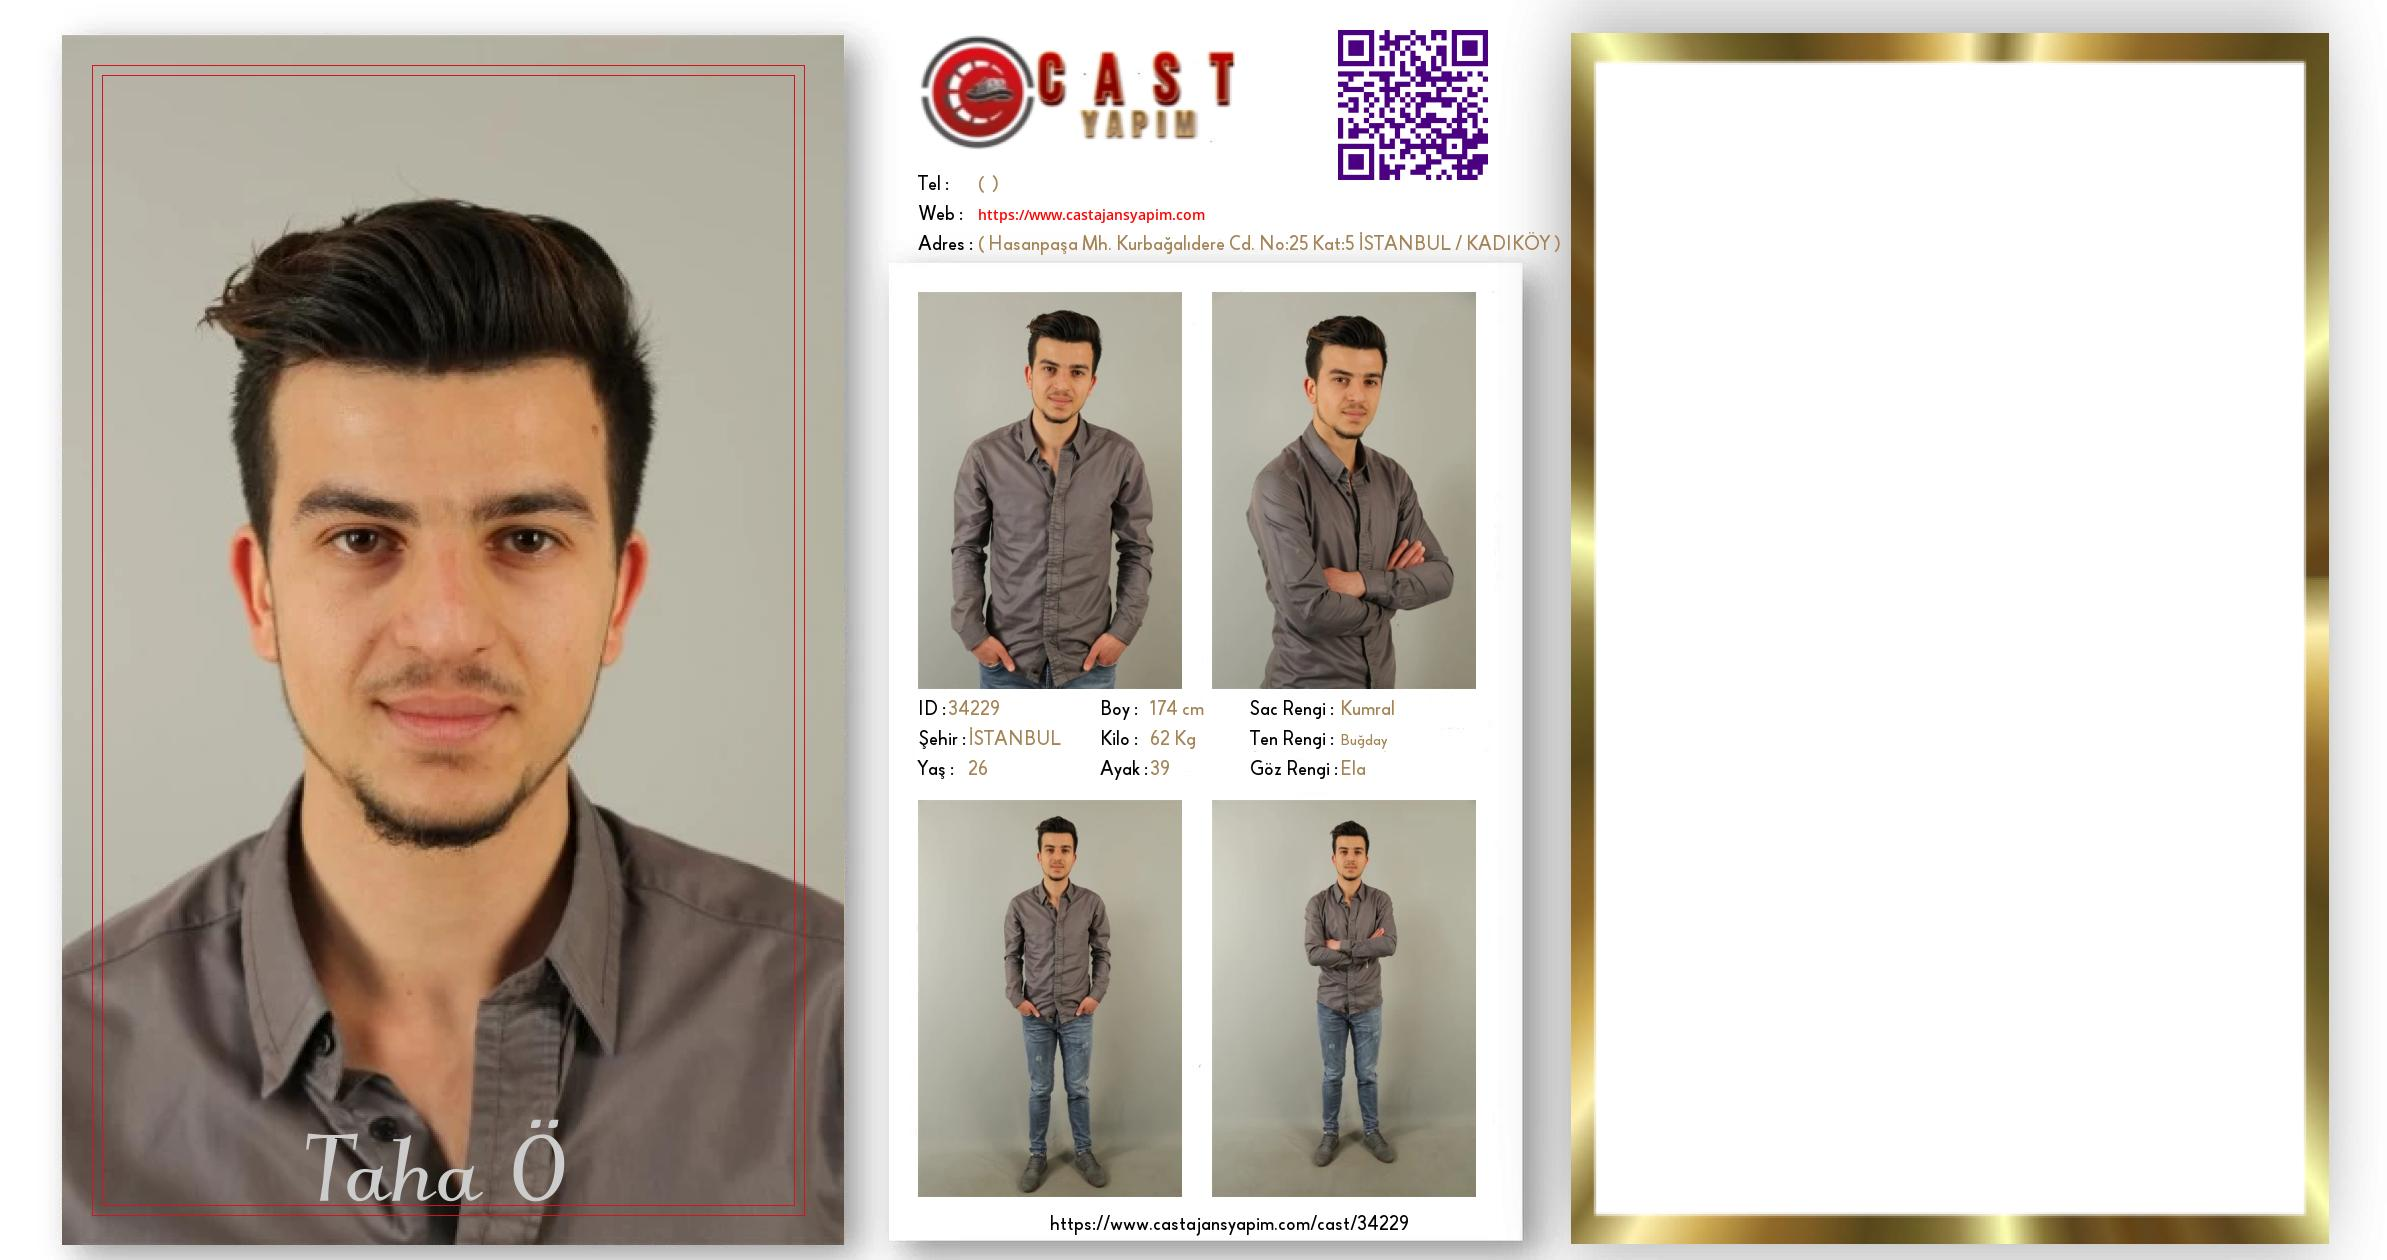 Taha Ö
CAST
YAPIM
Tel : ( )
Web : https://www.castajansyapim.com
Adres : ( Hasanpaşa Mh. Kurbağalıdere Cd. No:25 Kat:5 İSTANBUL / KADIKÖY )
ID : 34229 Boy : 174 cm Sac Rengi : Kumral
Şehir : İSTANBUL Kilo : 62 Kg Ten Rengi : Buğday
Yaş : 26 Ayak : 39 Göz Rengi : Ela
https://www.castajansyapim.com/cast/34229